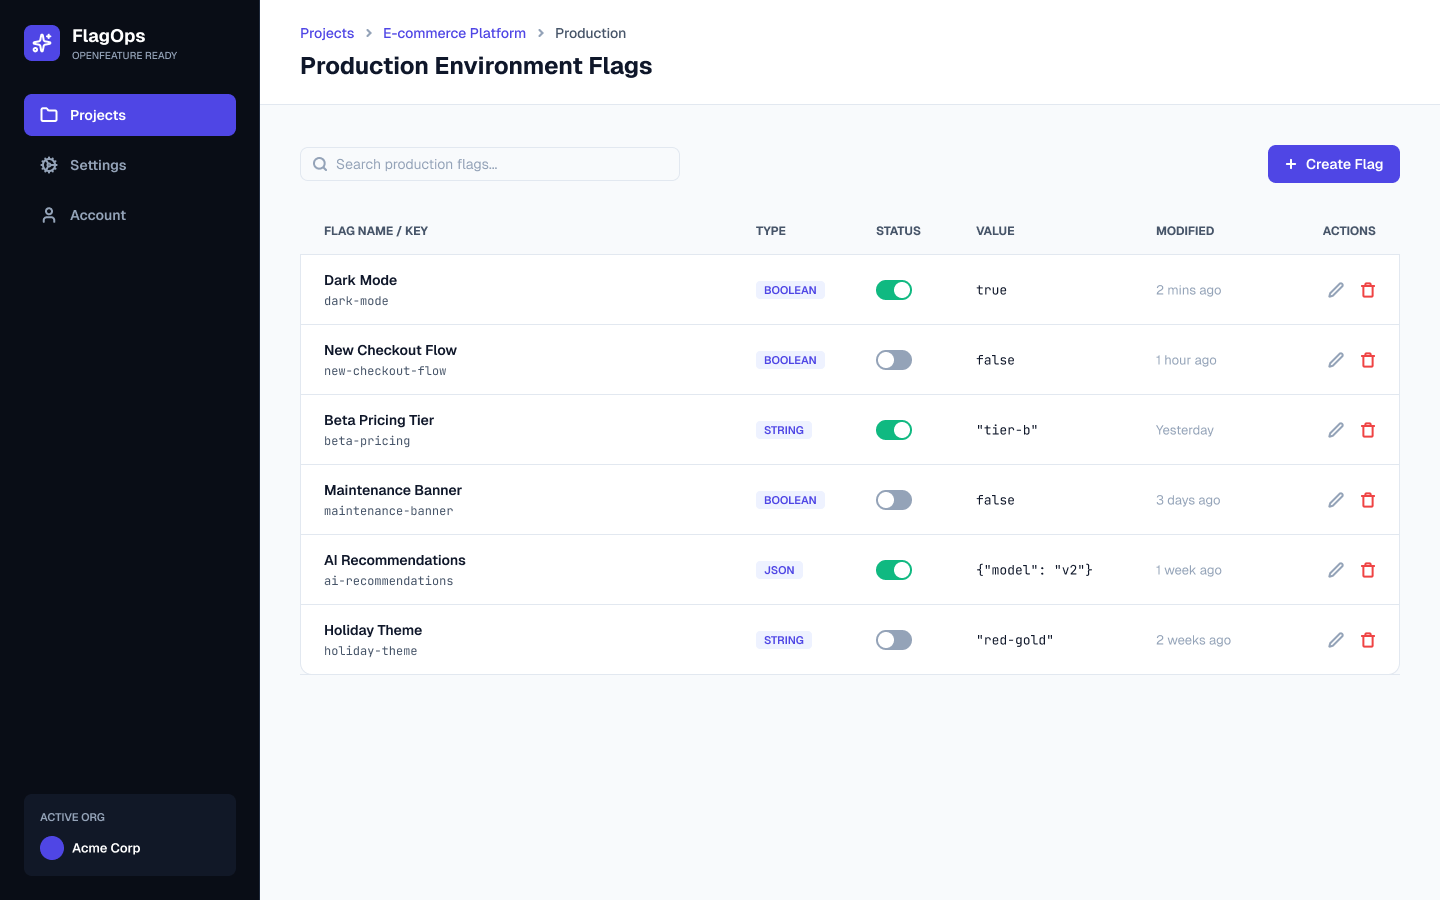 FlagOps
OPENFEATURE READY
Projects
Settings
Account
ACTIVE ORG
Acme Corp
Projects > E-commerce Platform > Production
Production Environment Flags
Search production flags...
Create Flag
FLAG NAME / KEY TYPE STATUS VALUE MODIFIED ACTIONS
Dark Mode
dark-mode
BOOLEAN true 2 mins ago
New Checkout Flow
new-checkout-flow
BOOLEAN false 1 hour ago
Beta Pricing Tier
beta-pricing
STRING "tier-b" Yesterday
Maintenance Banner
maintenance-banner
BOOLEAN false 3 days ago
AI Recommendations
ai-recommendations
JSON {"model": "v2"} 1 week ago
Holiday Theme
holiday-theme
STRING "red-gold" 2 weeks ago